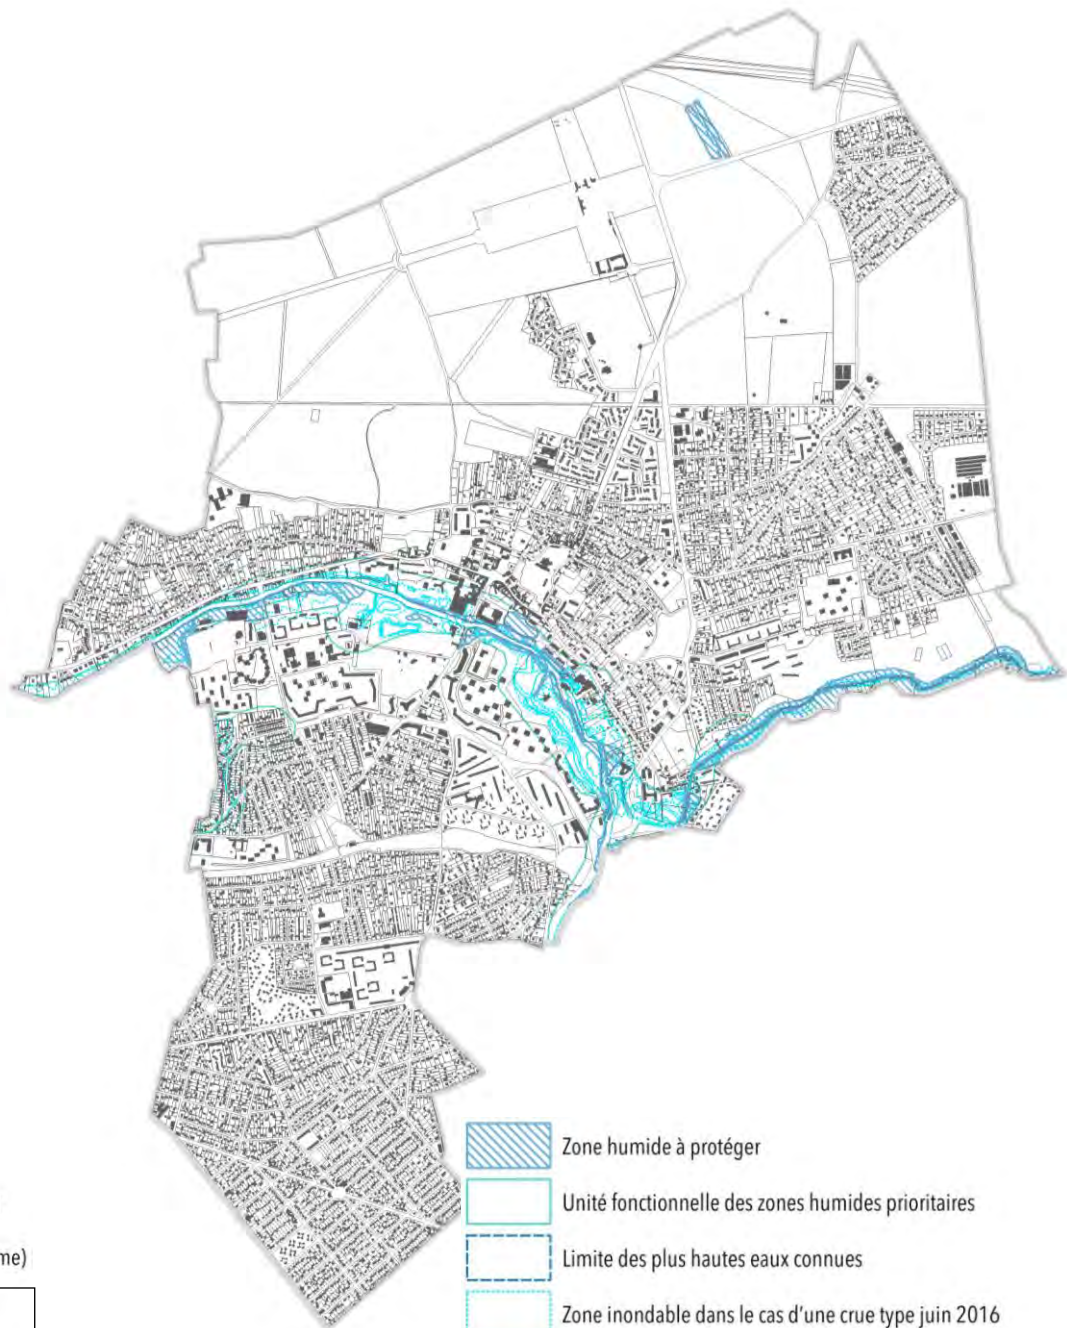 Zone humide à protéger
Unité fonctionnelle des zones humides prioritaires
me)
Limite des plus hautes eaux connues
Zone inondable dans le cas d'une crue type juin 2016